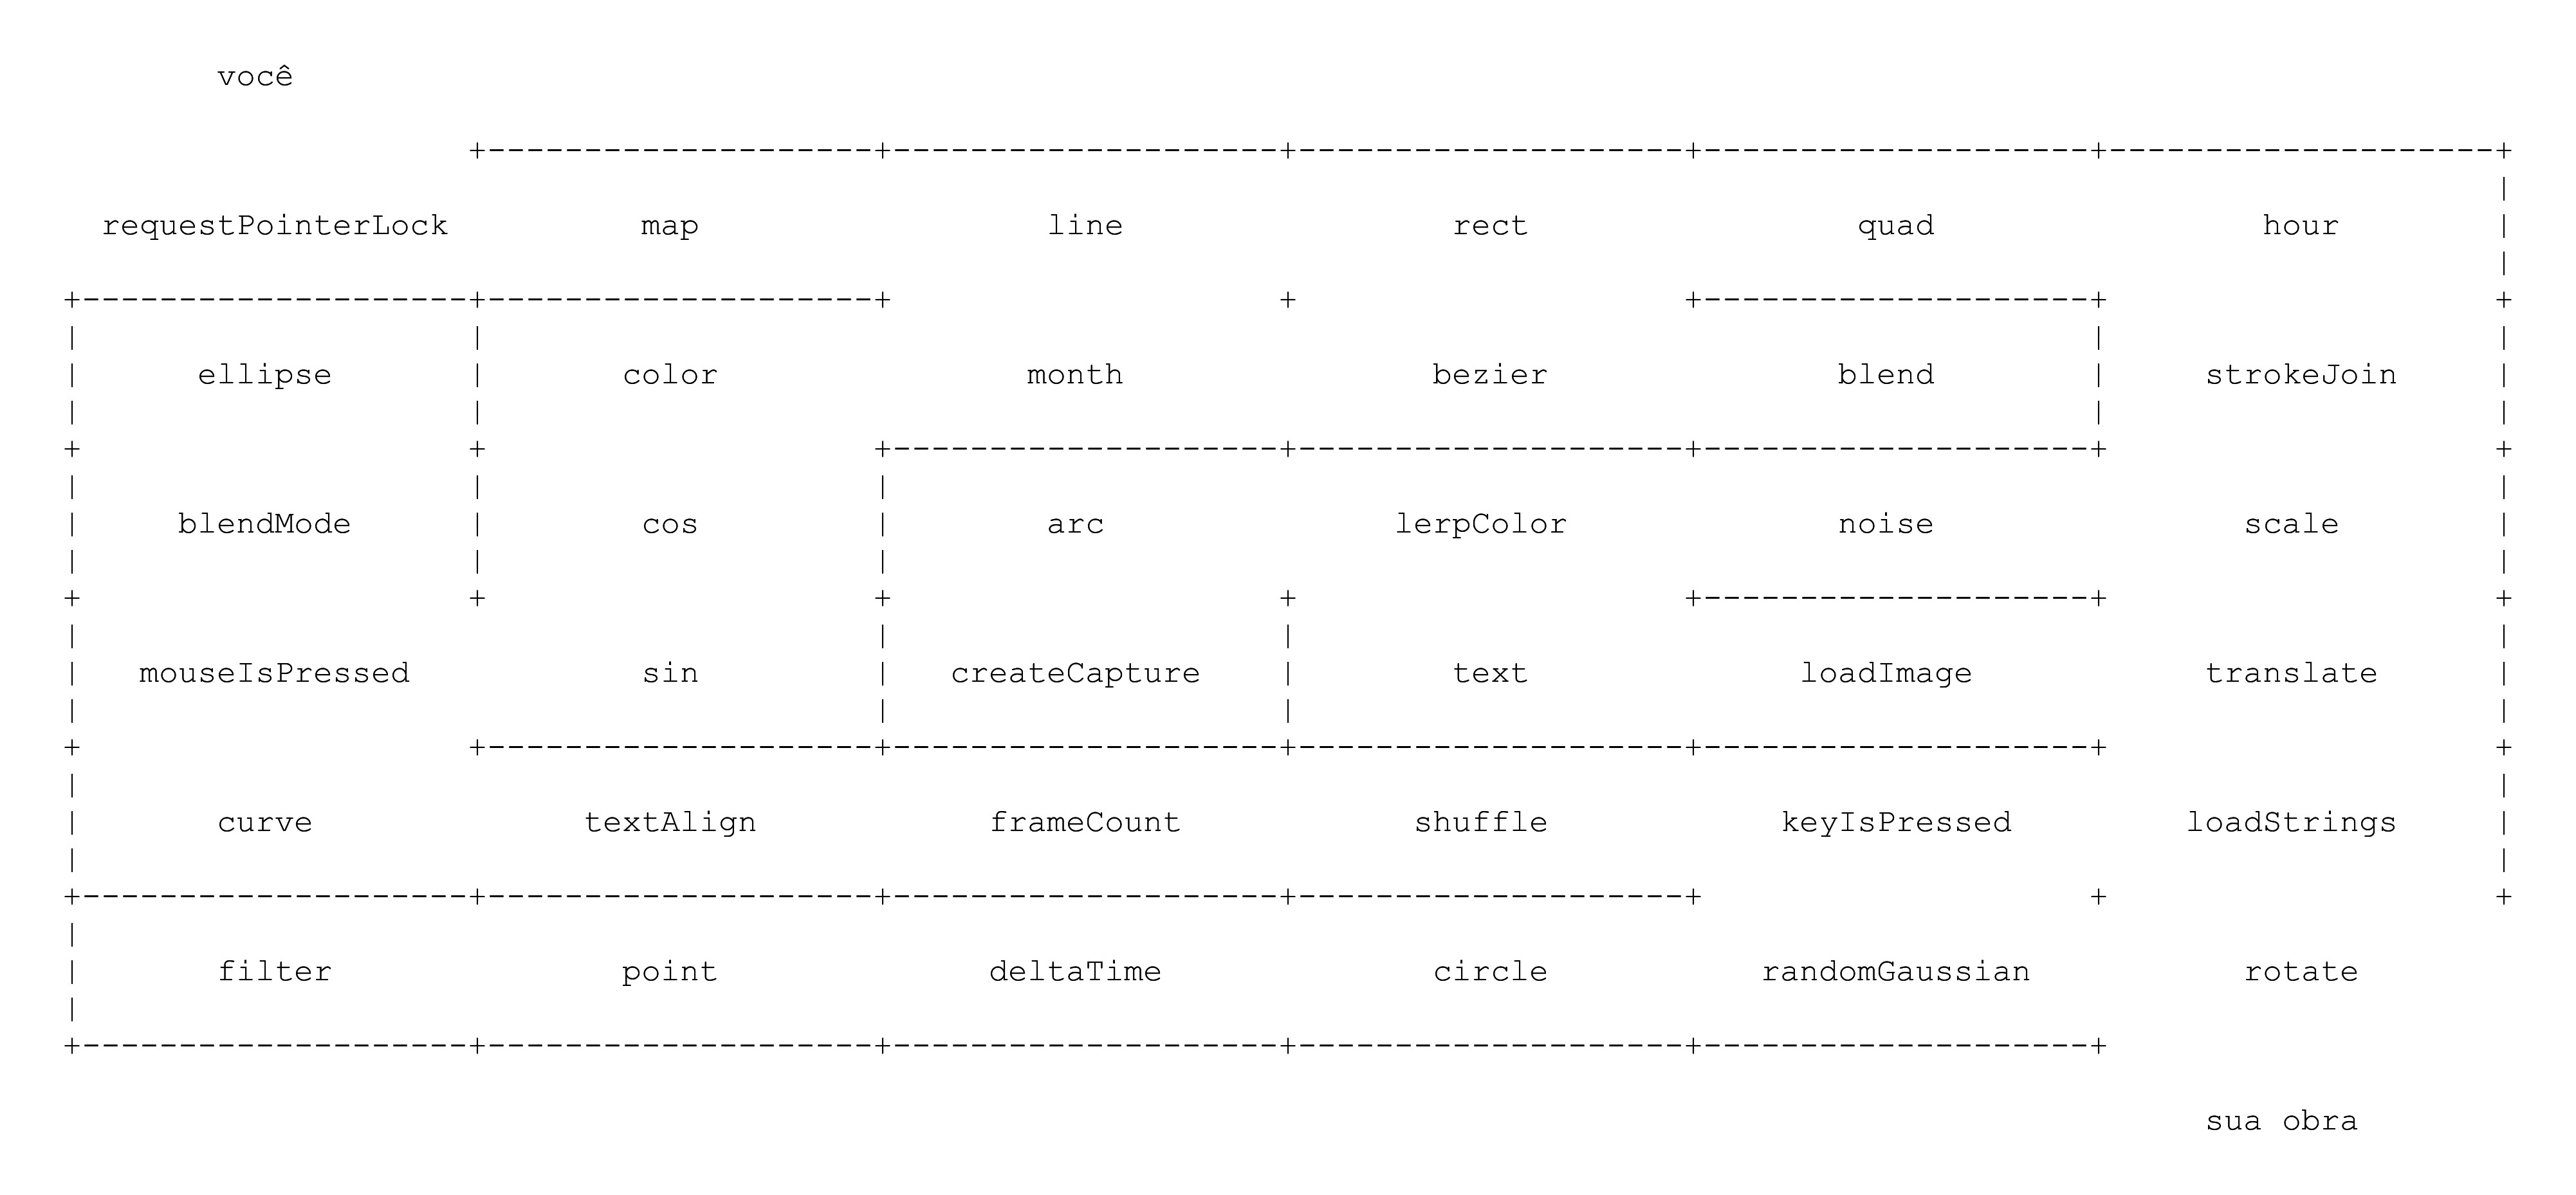 você
requestPointerLock map line rect quad hour
ellipse color month bezier blend strokeJoin
blendMode cos arc lerpColor noise scale
mouseIsPressed sin createCapture text loadImage translate
curve textAlign frameCount shuffle keyIsPressed loadStrings
filter point deltaTime circle randomGaussian rotate
sua obra